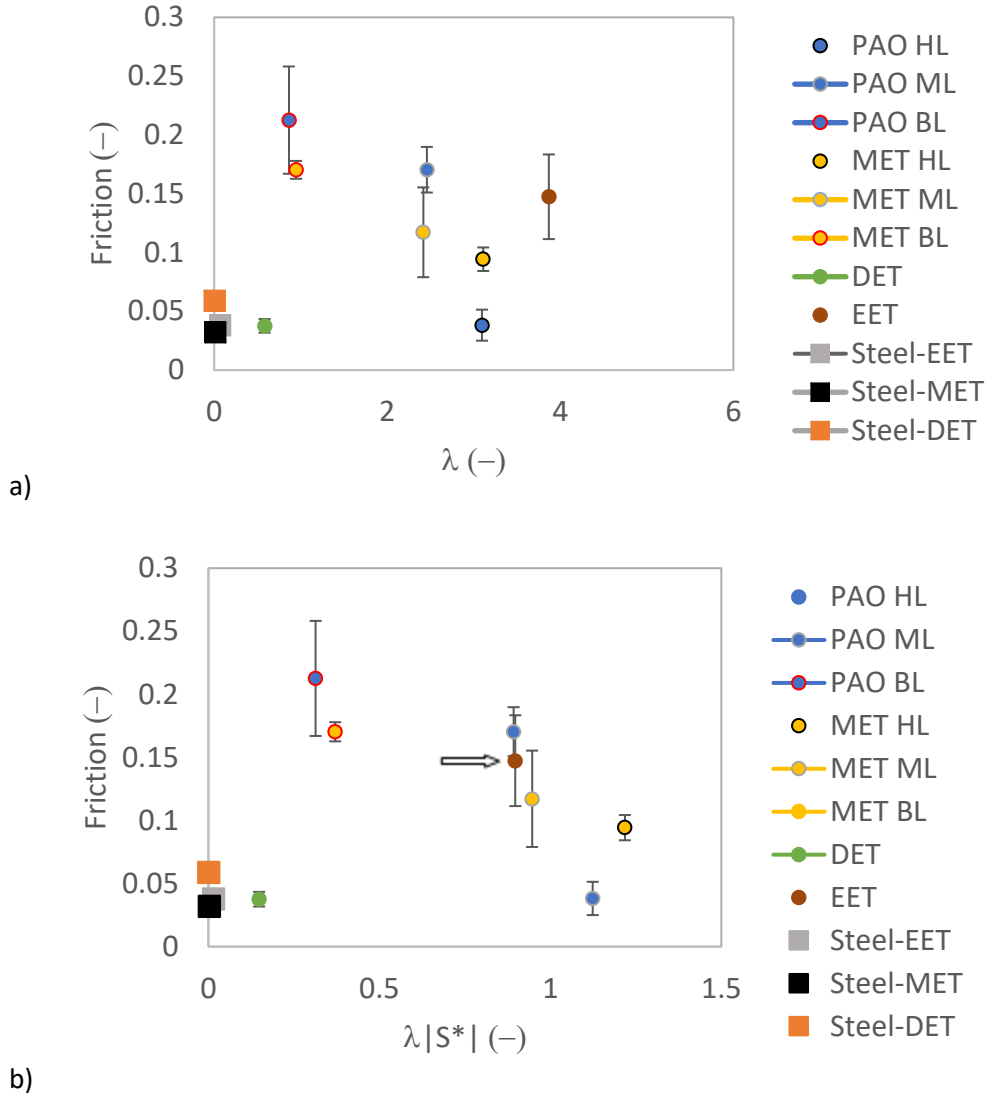 0.3
0.25
0.2
0.15
0.1
0.05
0
Friction (–)
0
2
4
6
λ (–)
PAO HL
PAO ML
PAO BL
MET HL
MET ML
MET BL
DET
EET
Steel-EET
Steel-MET
Steel-DET
a)
0.3
0.25
0.2
0.15
0.1
0.05
0
Friction (–)
0
0.5
1
1.5
λ|S*| (–)
PAO HL
PAO ML
PAO BL
MET HL
MET ML
MET BL
DET
EET
Steel-EET
Steel-MET
Steel-DET
b)